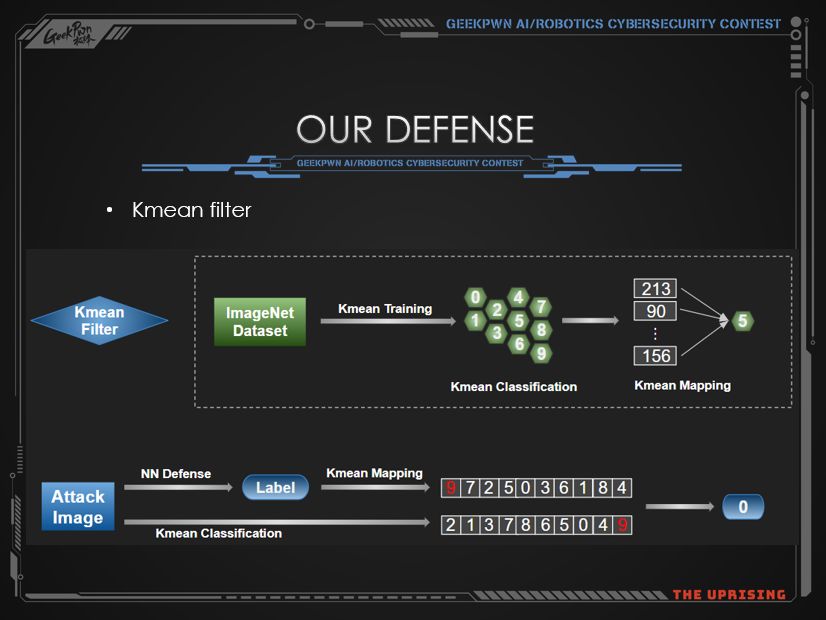 GeekPwn
GEEKPWN AI/ROBOTICS CYBERSECURITY CONTEST
OUR DEFENSE
GEEKPWN AI/ROBOTICS CYBERSECURITY CONTEST
• Kmean filter
Kmean
Filter
ImageNet
Dataset
Kmean Training
0
4
2
7
1
5
3
8
6
9
Kmean Classification
213
90
⋮
156
5
Kmean Mapping
Attack
Image
NN Defense
Label
Kmean Mapping
9 7 2 5 0 3 6 1 8 4
Kmean Classification
2 1 3 7 8 6 5 0 4 9
0
THE UPRISING